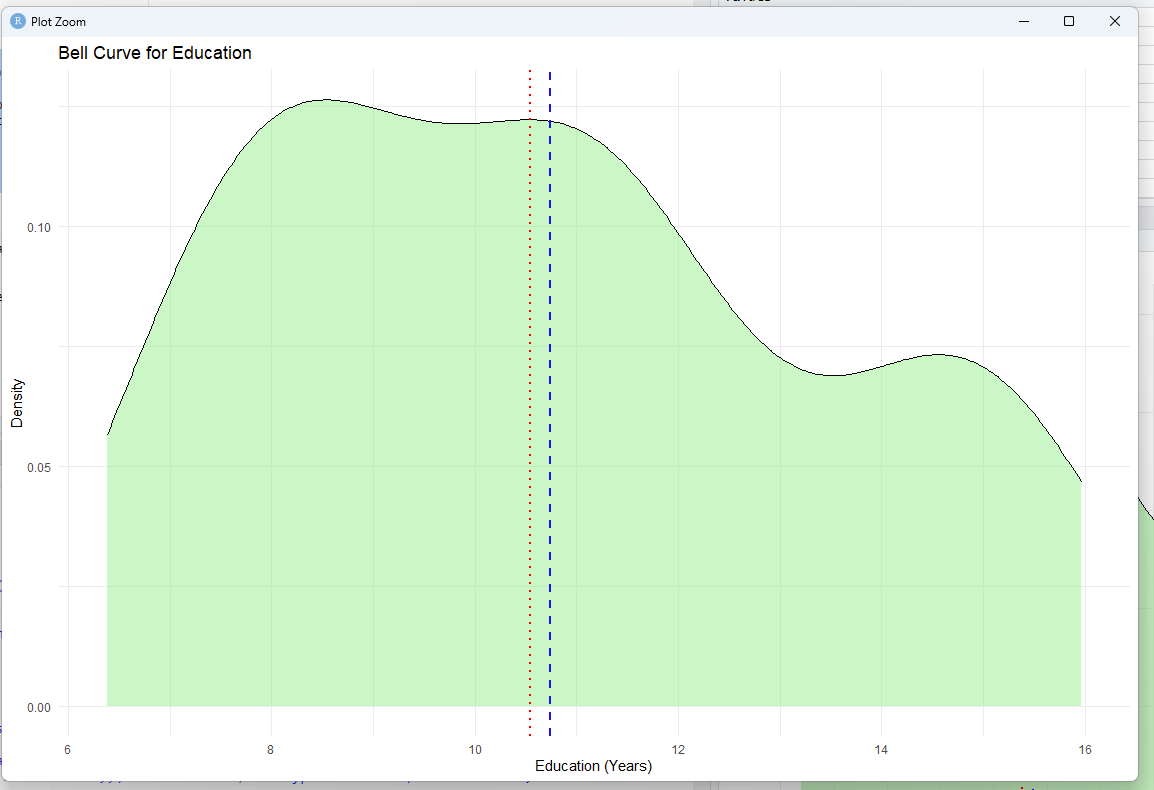 R Plot Zoom
Bell Curve for Education
Density
0.10
0.05
0.00
6 8 10 12 14 16
Education (Years)